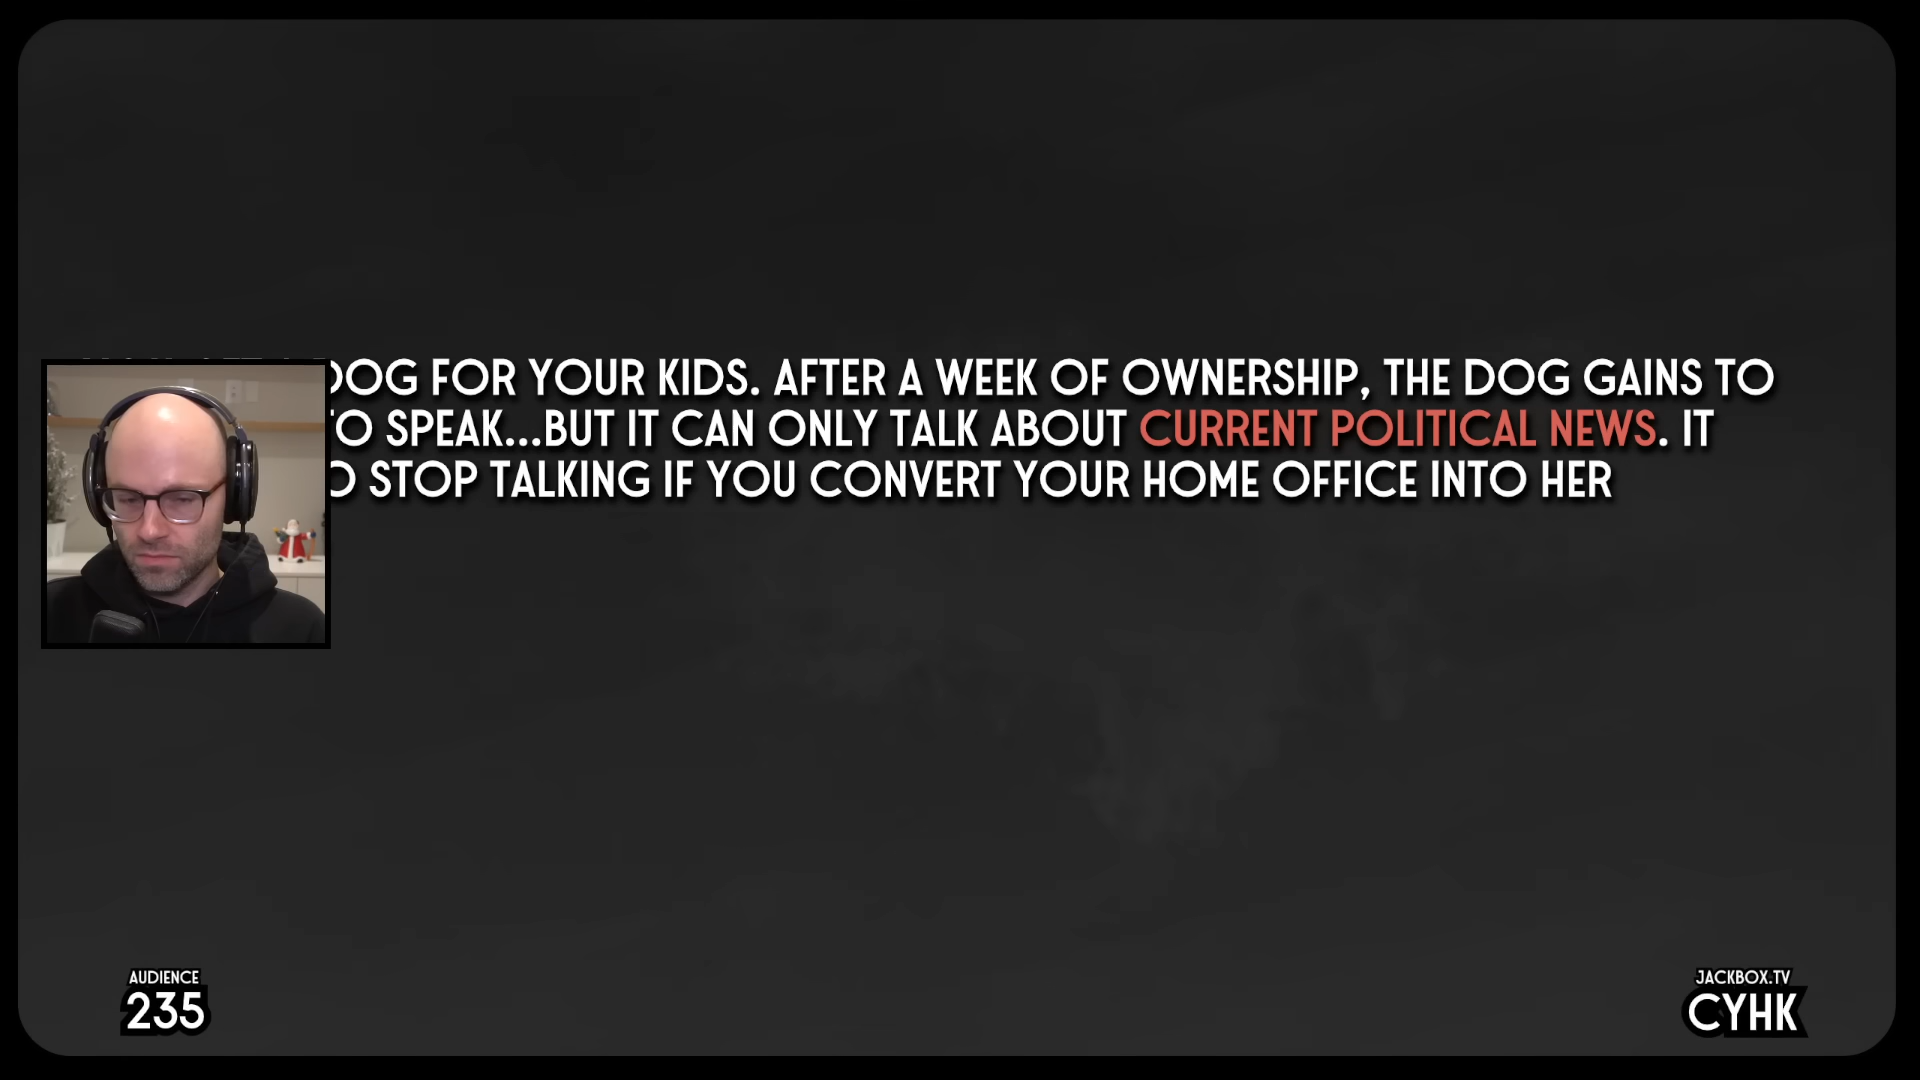 DOG FOR YOUR KIDS. AFTER A WEEK OF OWNERSHIP, THE DOG GAINS TO
TO SPEAK...BUT IT CAN ONLY TALK ABOUT CURRENT POLITICAL NEWS. IT
STOP TALKING IF YOU CONVERT YOUR HOME OFFICE INTO HER
AUDIENCE
235
JACKBOX.TV
CYHK